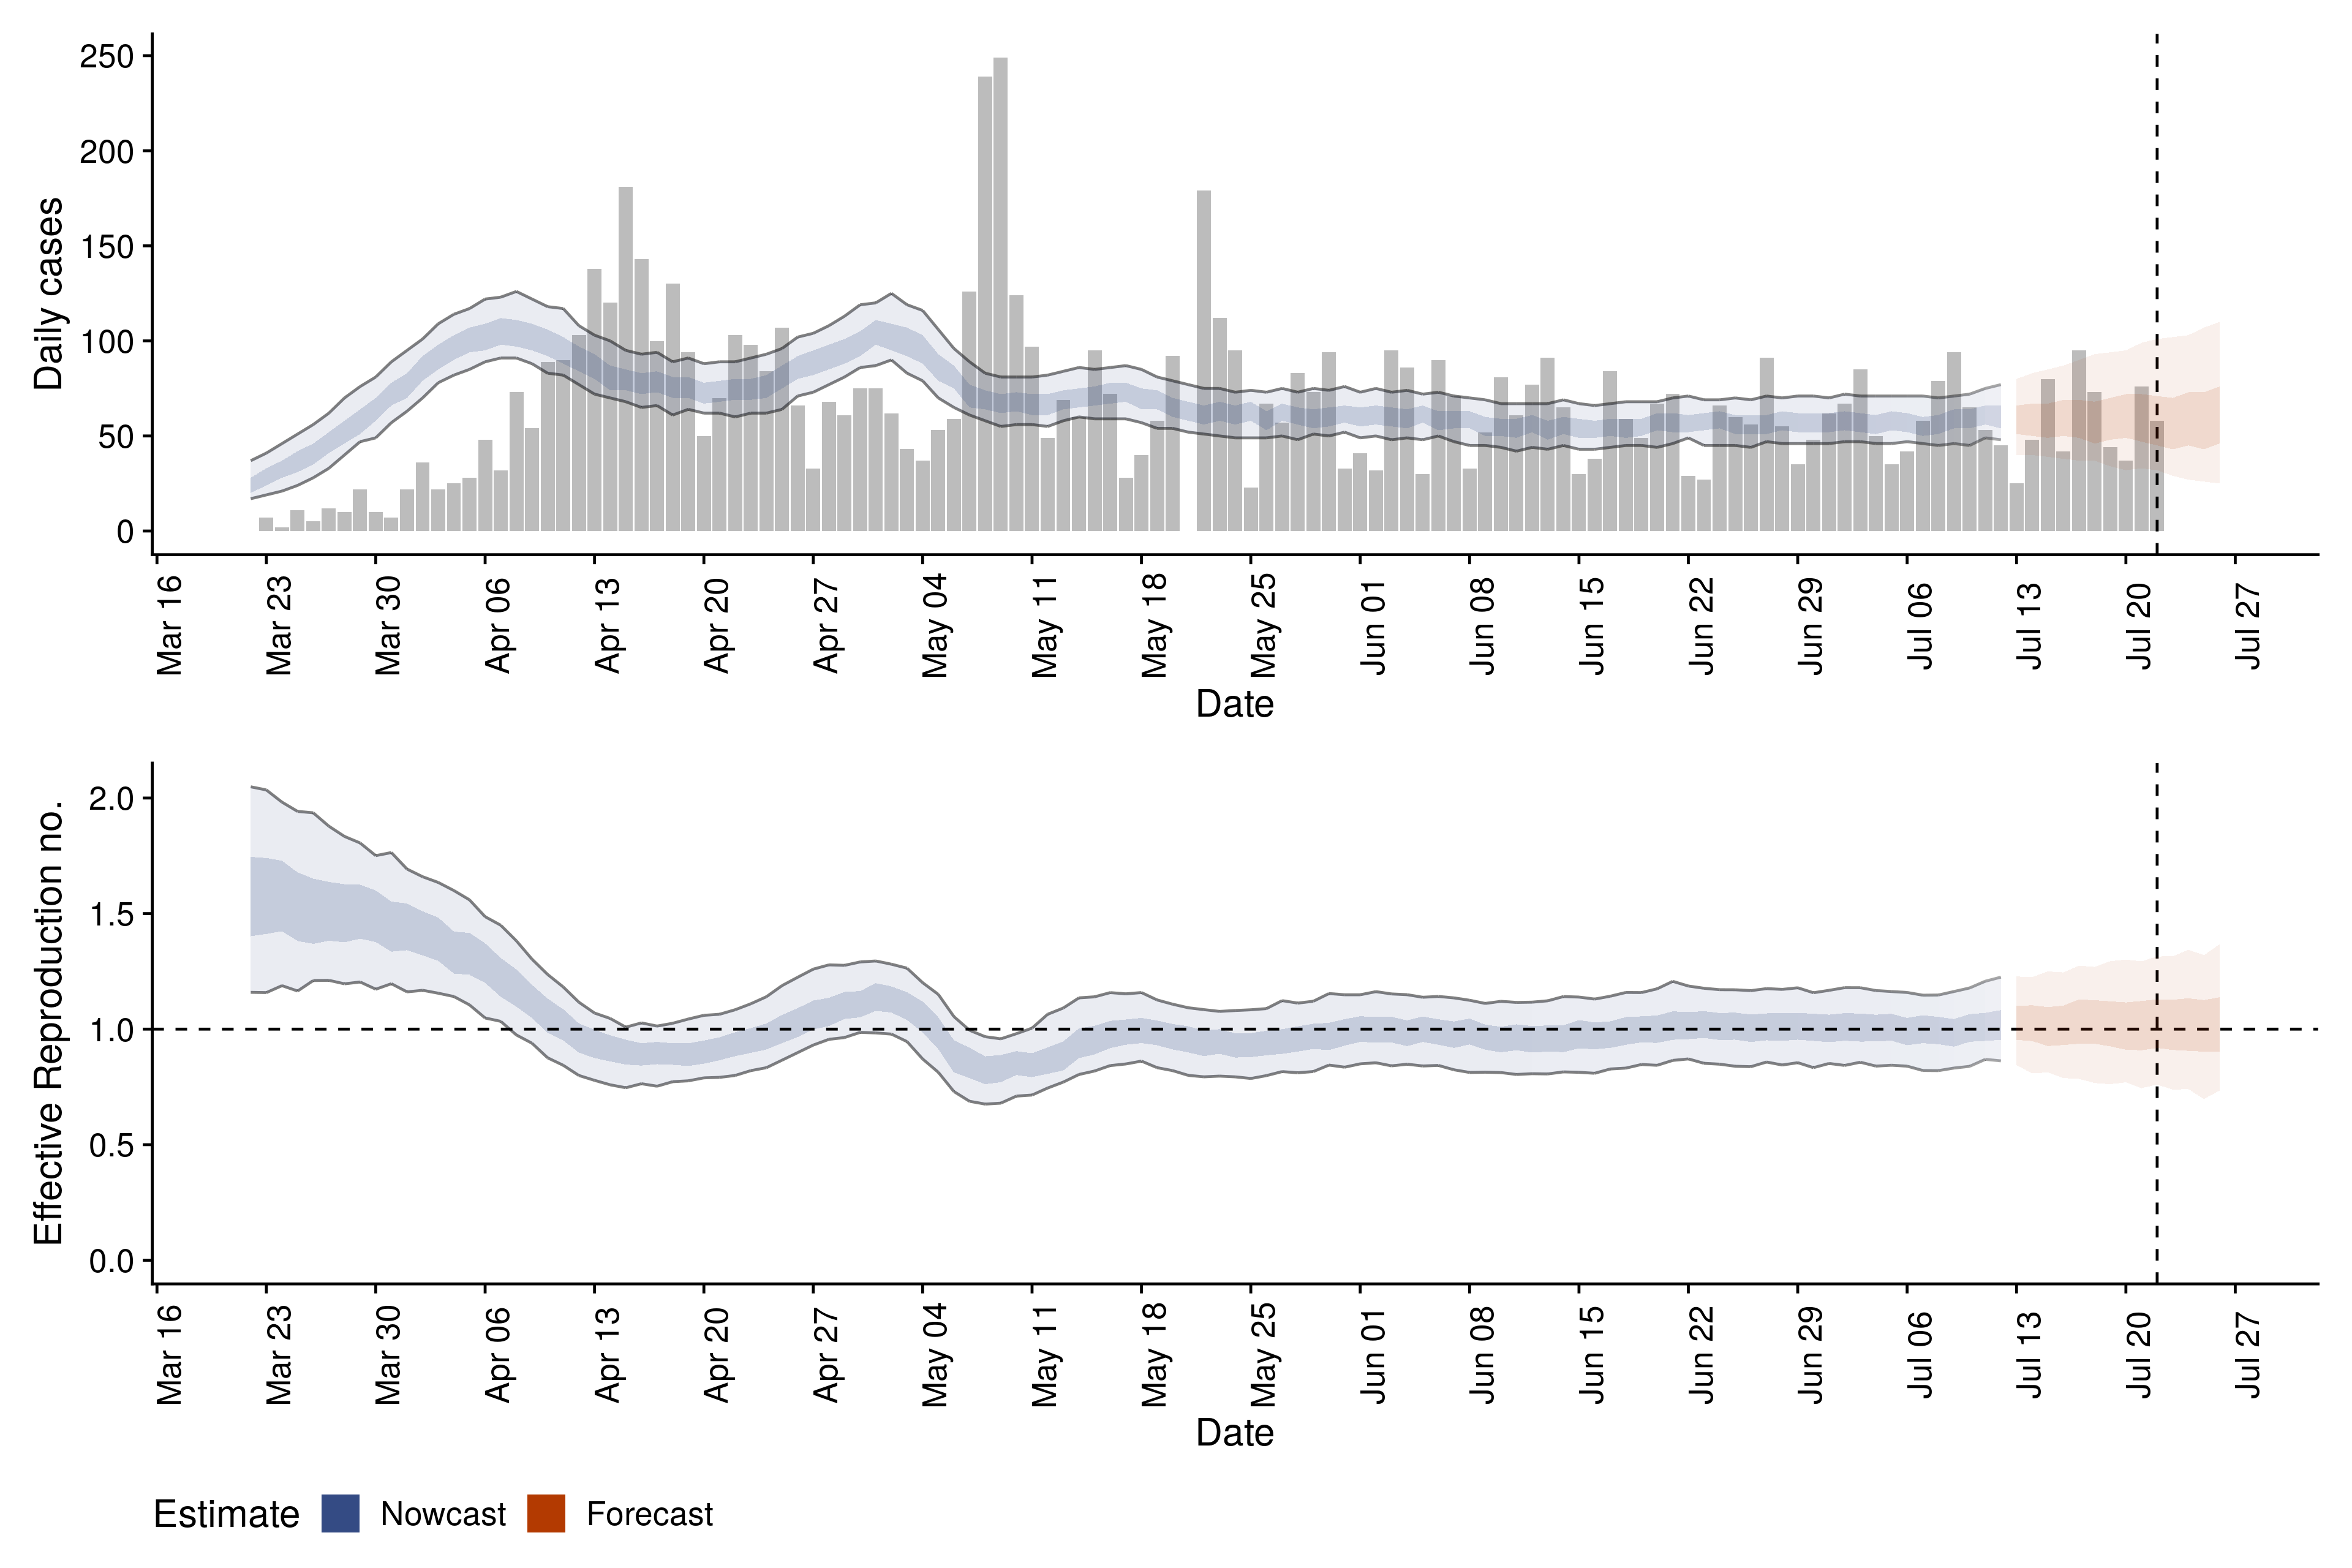 250
200
150
100
50
0
Daily cases
Mar 16
Mar 23
Mar 30
Apr 06
Apr 13
Apr 20
Apr 27
May 04
May 11
May 18
May 25
Jun 01
Jun 08
Jun 15
Jun 22
Jun 29
Jul 06
Jul 13
Jul 20
Jul 27
Date
2.0
1.5
1.0
0.5
0.0
Effective Reproduction no.
Mar 16
Mar 23
Mar 30
Apr 06
Apr 13
Apr 20
Apr 27
May 04
May 11
May 18
May 25
Jun 01
Jun 08
Jun 15
Jun 22
Jun 29
Jul 06
Jul 13
Jul 20
Jul 27
Date
Estimate Nowcast Forecast